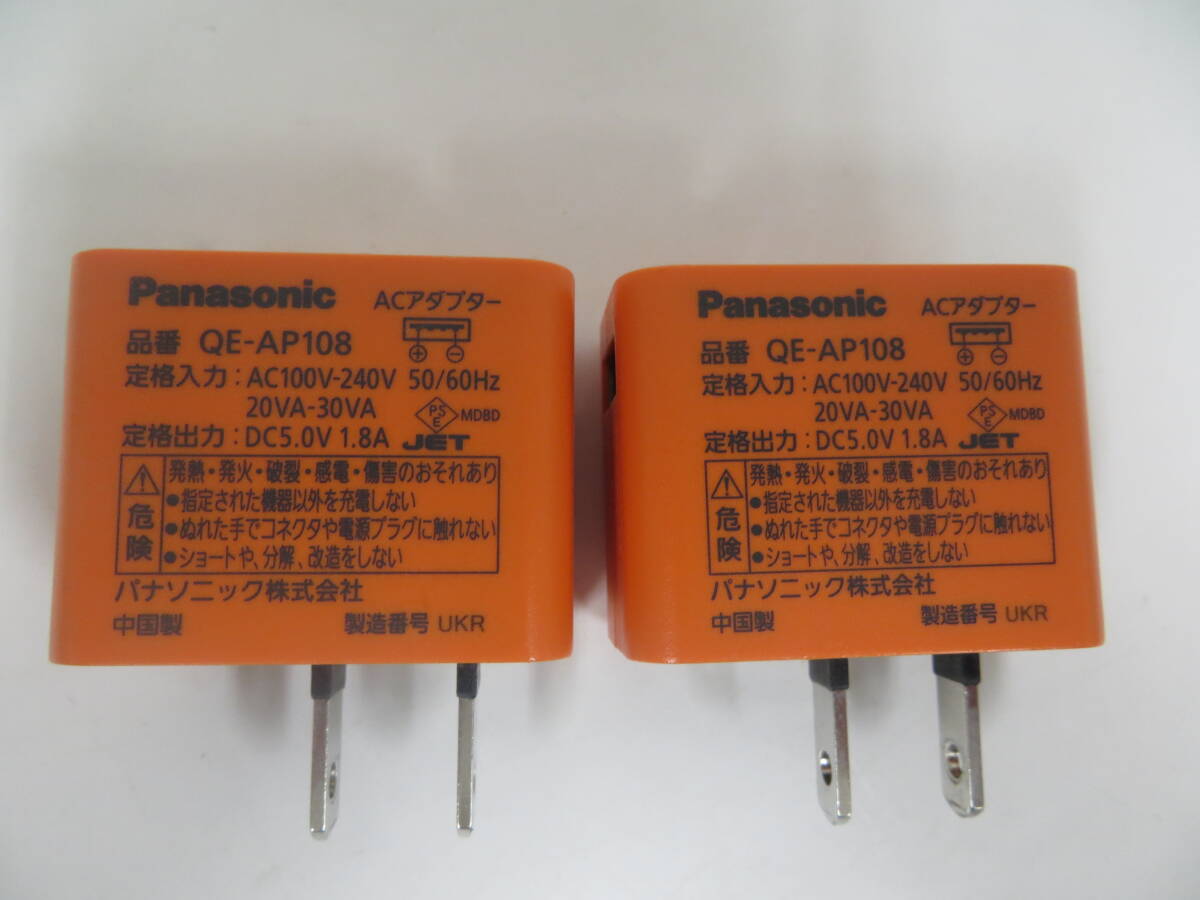 Panasonic ACアダプター
品番 QE-AP108
定格入力:AC100V-240V 50/60Hz
20VA-30VA PSE MDBD
定格出力:DC5.0V 1.8A JET
危険
発熱・発火・破裂・感電・傷害のおそれあり
●指定された機器以外を充電しない
●ぬれた手でコネクタや電源プラグに触れない
●ショートや、分解、改造をしない
パナソニック株式会社
中国製 製造番号 UKR
Panasonic ACアダプター
品番 QE-AP108
定格入力:AC100V-240V 50/60Hz
20VA-30VA PSE MDBD
定格出力:DC5.0V 1.8A JET
危険
発熱・発火・破裂・感電・傷害のおそれあり
●指定された機器以外を充電しない
●ぬれた手でコネクタや電源プラグに触れない
●ショートや、分解、改造をしない
パナソニック株式会社
中国製 製造番号 UKR